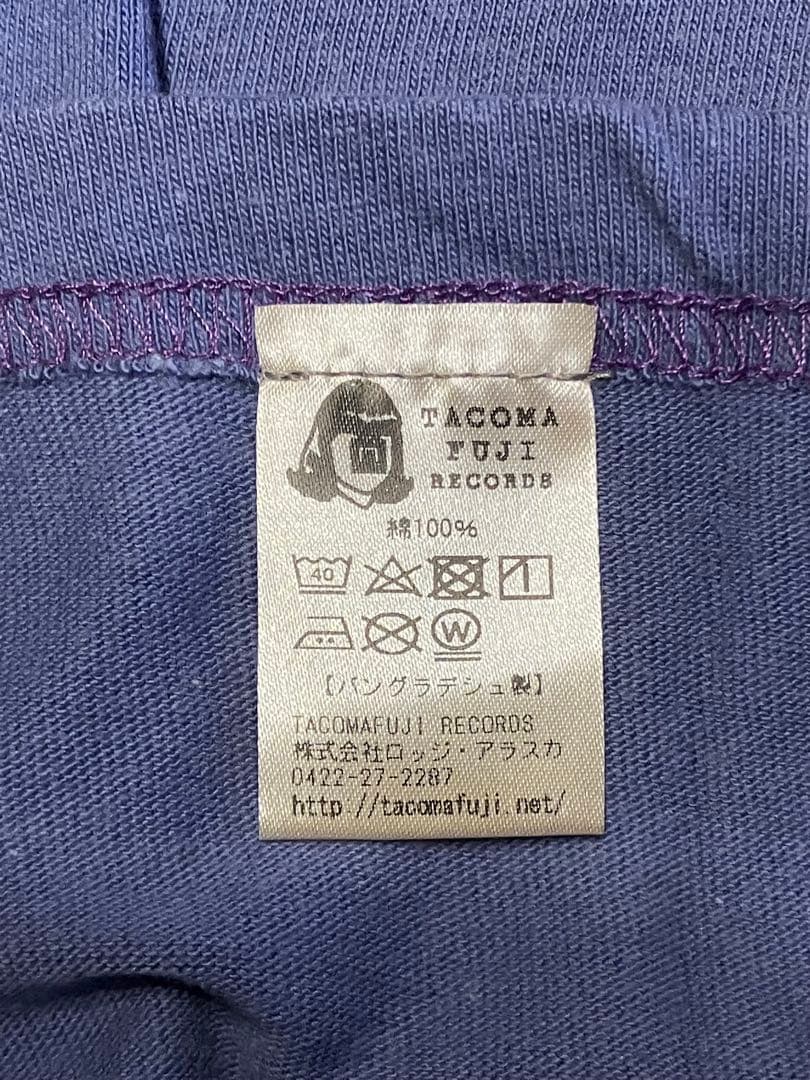 TACOMA
FUJI
RECORDS
綿100%
40
W
【バングラデシュ製】
TACOMAFUJI RECORDS
株式会社ロッジ・アラスカ
0422-27-2287
http://tacomafuji.net/